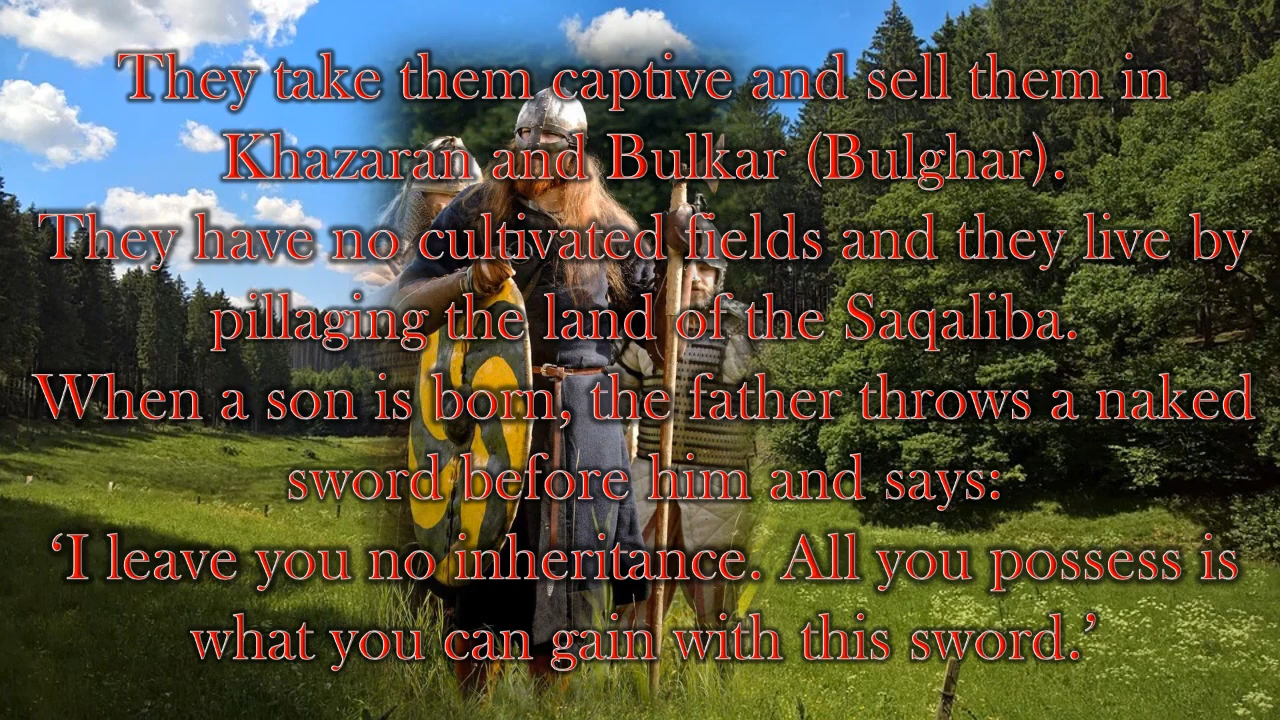 They take them captive and sell them in
Khazaran and Bulkar (Bulghar).
They have no cultivated fields and they live by
pillaging the land of the Saqaliba.
When a son is born, the father throws a naked
sword before him and says:
‘I leave you no inheritance. All you possess is
what you can gain with this sword.’